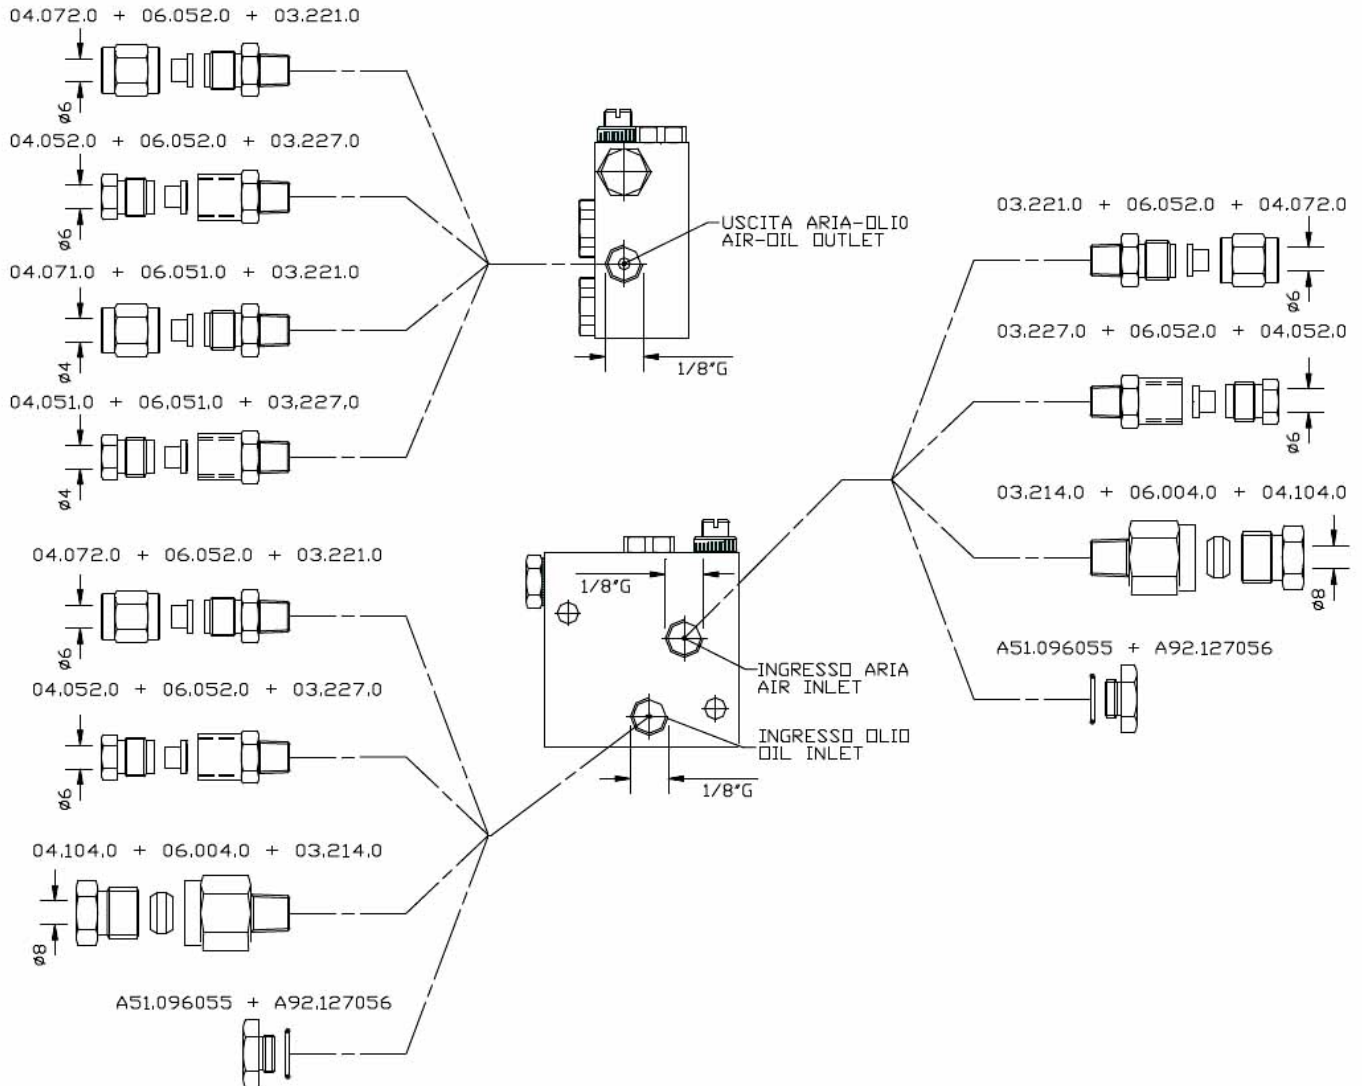 04.072.0 + 06.052.0 + 03.221.0
ø6
04.052.0 + 06.052.0 + 03.227.0
ø6
04.071.0 + 06.051.0 + 03.221.0
ø4
04.051.0 + 06.051.0 + 03.227.0
ø4
USCITA ARIA-OLIO
AIR-OIL OUTLET
1/8"G
03.221.0 + 06.052.0 + 04.072.0
ø6
03.227.0 + 06.052.0 + 04.052.0
ø6
03.214.0 + 06.004.0 + 04.104.0
ø8
A51.096055 + A92.127056
1/8"G
INGRESSO ARIA
AIR INLET
INGRESSO OLIO
OIL INLET
1/8"G
04.072.0 + 06.052.0 + 03.221.0
ø6
04.052.0 + 06.052.0 + 03.227.0
ø6
04.104.0 + 06.004.0 + 03.214.0
ø8
A51.096055 + A92.127056